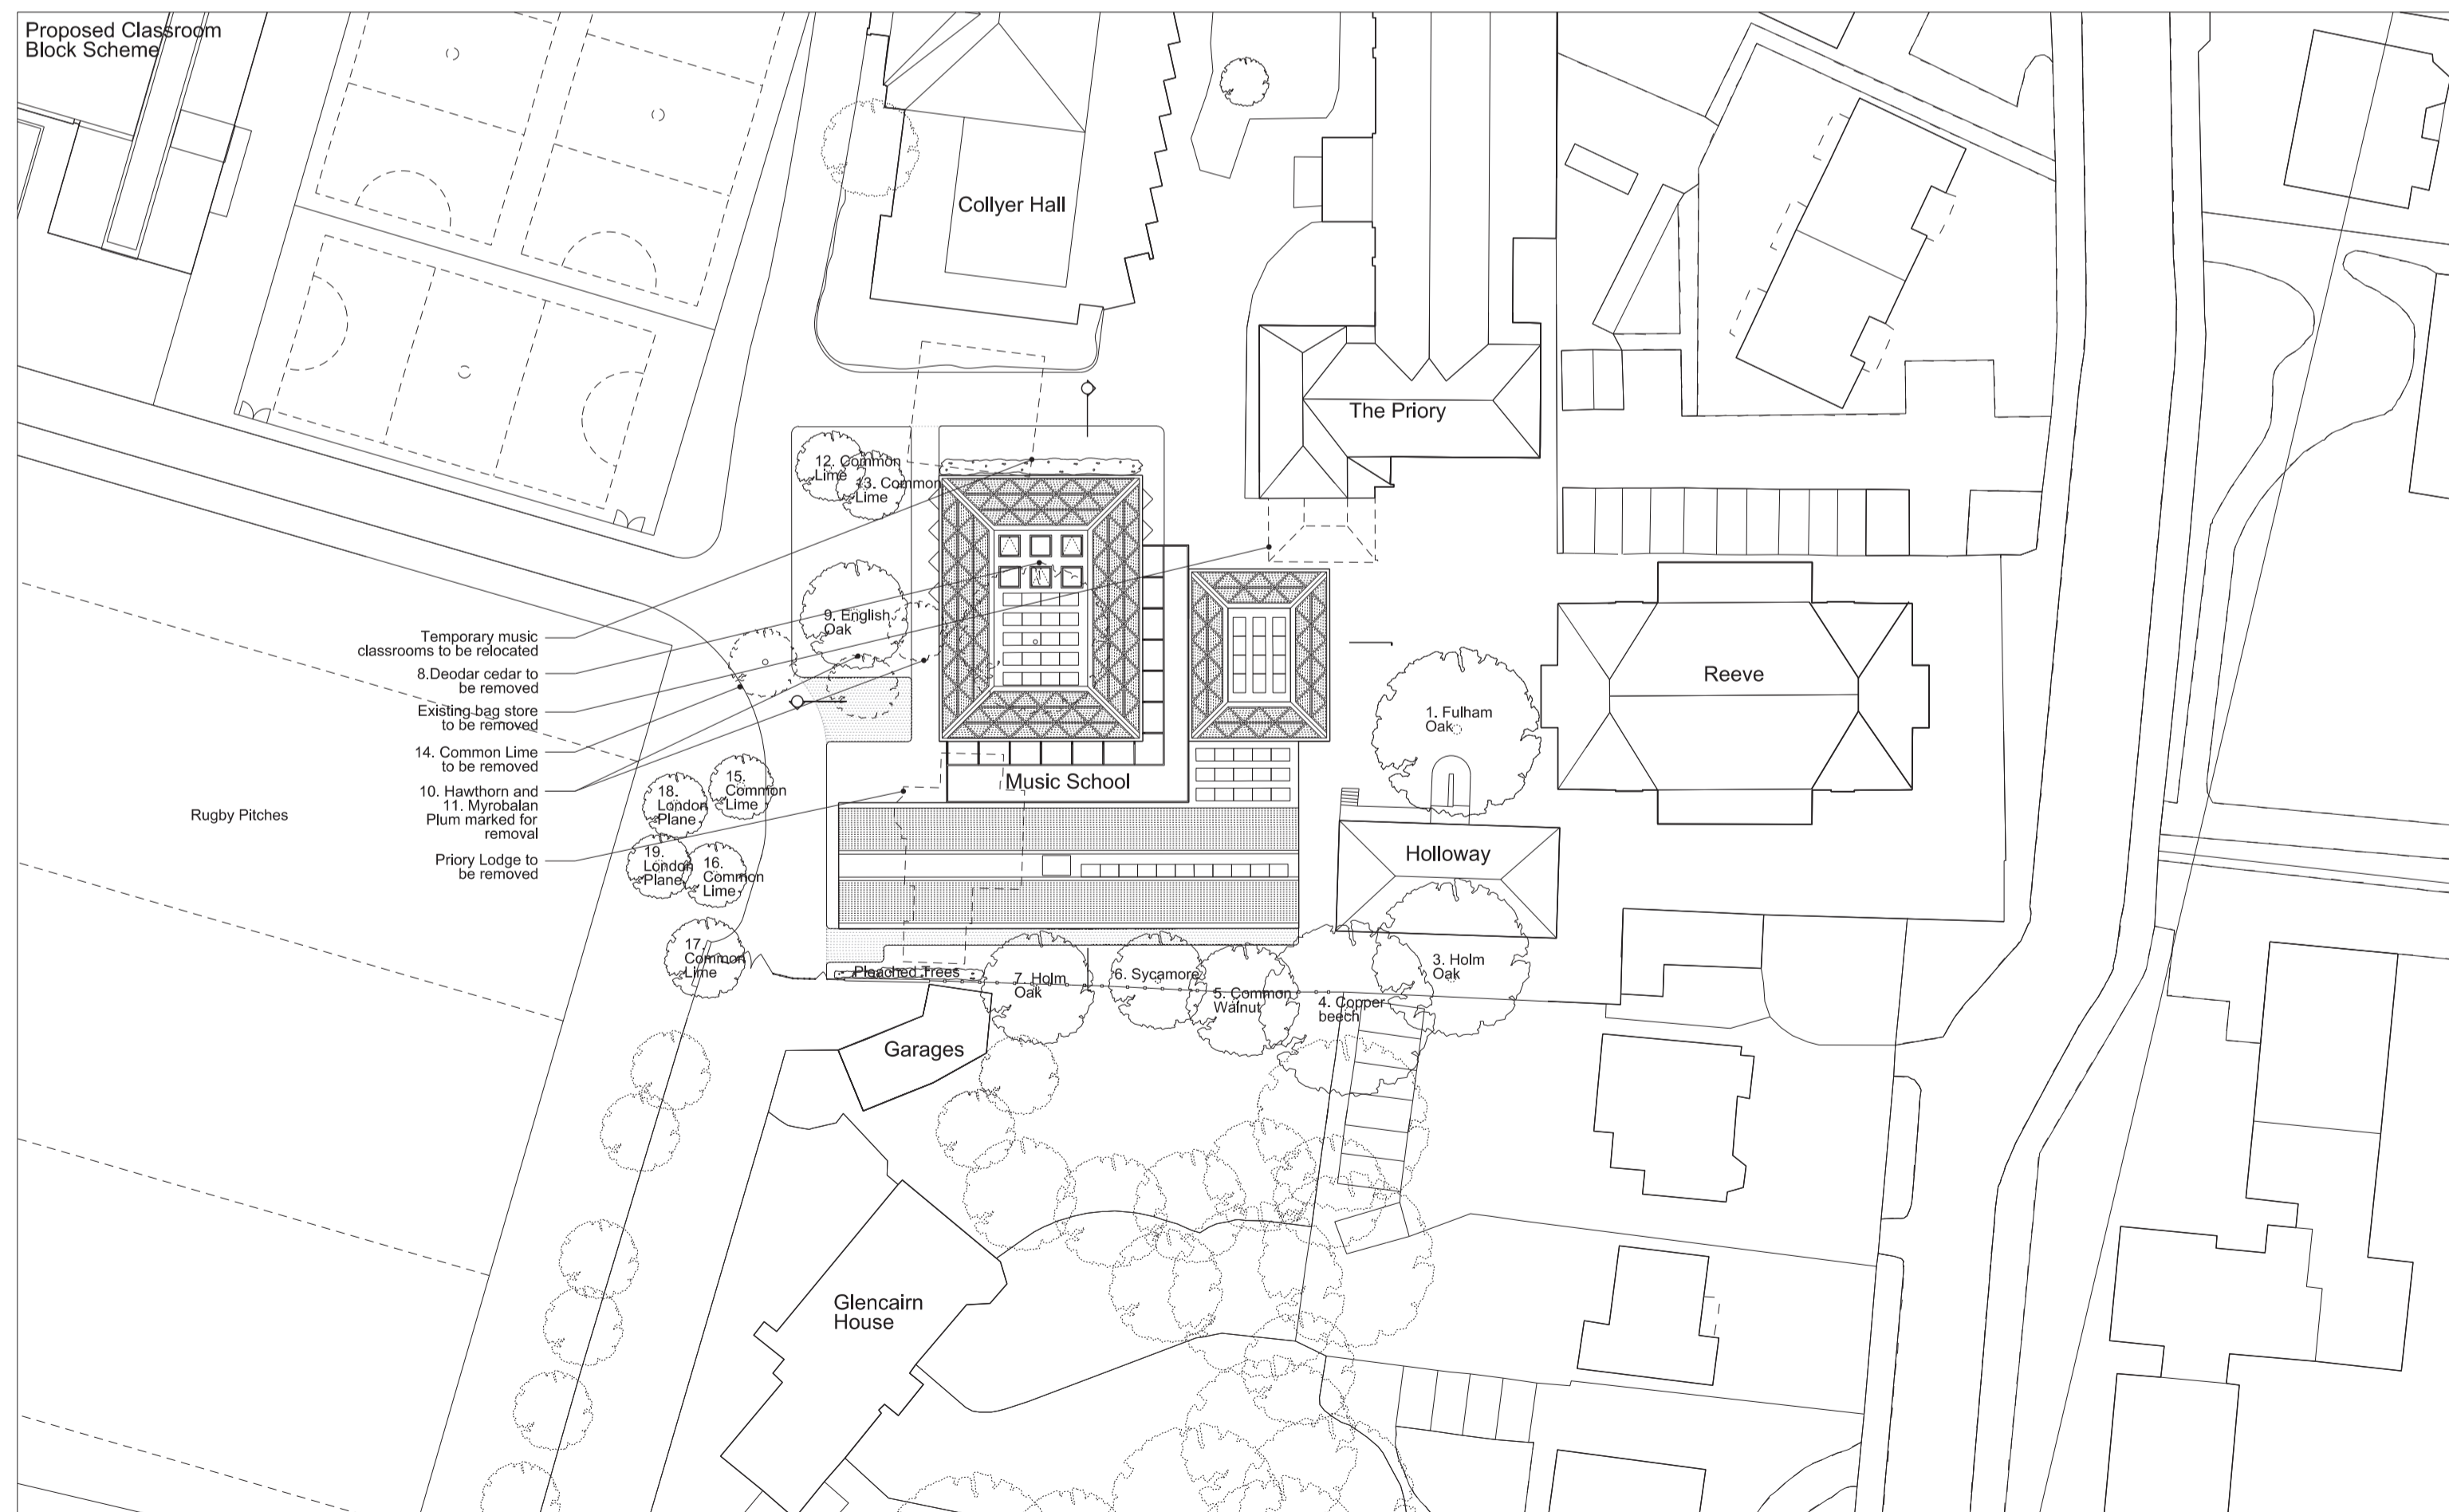 Proposed Classroom
Block Scheme
Collyer Hall
The Priory
12. Common
Lime
13. Common
Lime
9. English
Oak
Temporary music
classrooms to be relocated
8.Deodar cedar to
be removed
Existing bag store
to be removed
14. Common Lime
to be removed
10. Hawthorn and
11. Myrobalan
Plum marked for
removal
Priory Lodge to
be removed
Reeve
1. Fulham
Oak
Music School
15.
Common
Lime
18.
London
Plane
Rugby Pitches
19.
London
Plane
16.
Common
Lime
Holloway
17.
Common
Lime
Pleached Trees
7. Holm
Oak
6. Sycamore
5. Common
Walnut
4. Copper
beech
3. Holm
Oak
Garages
Glencairn
House